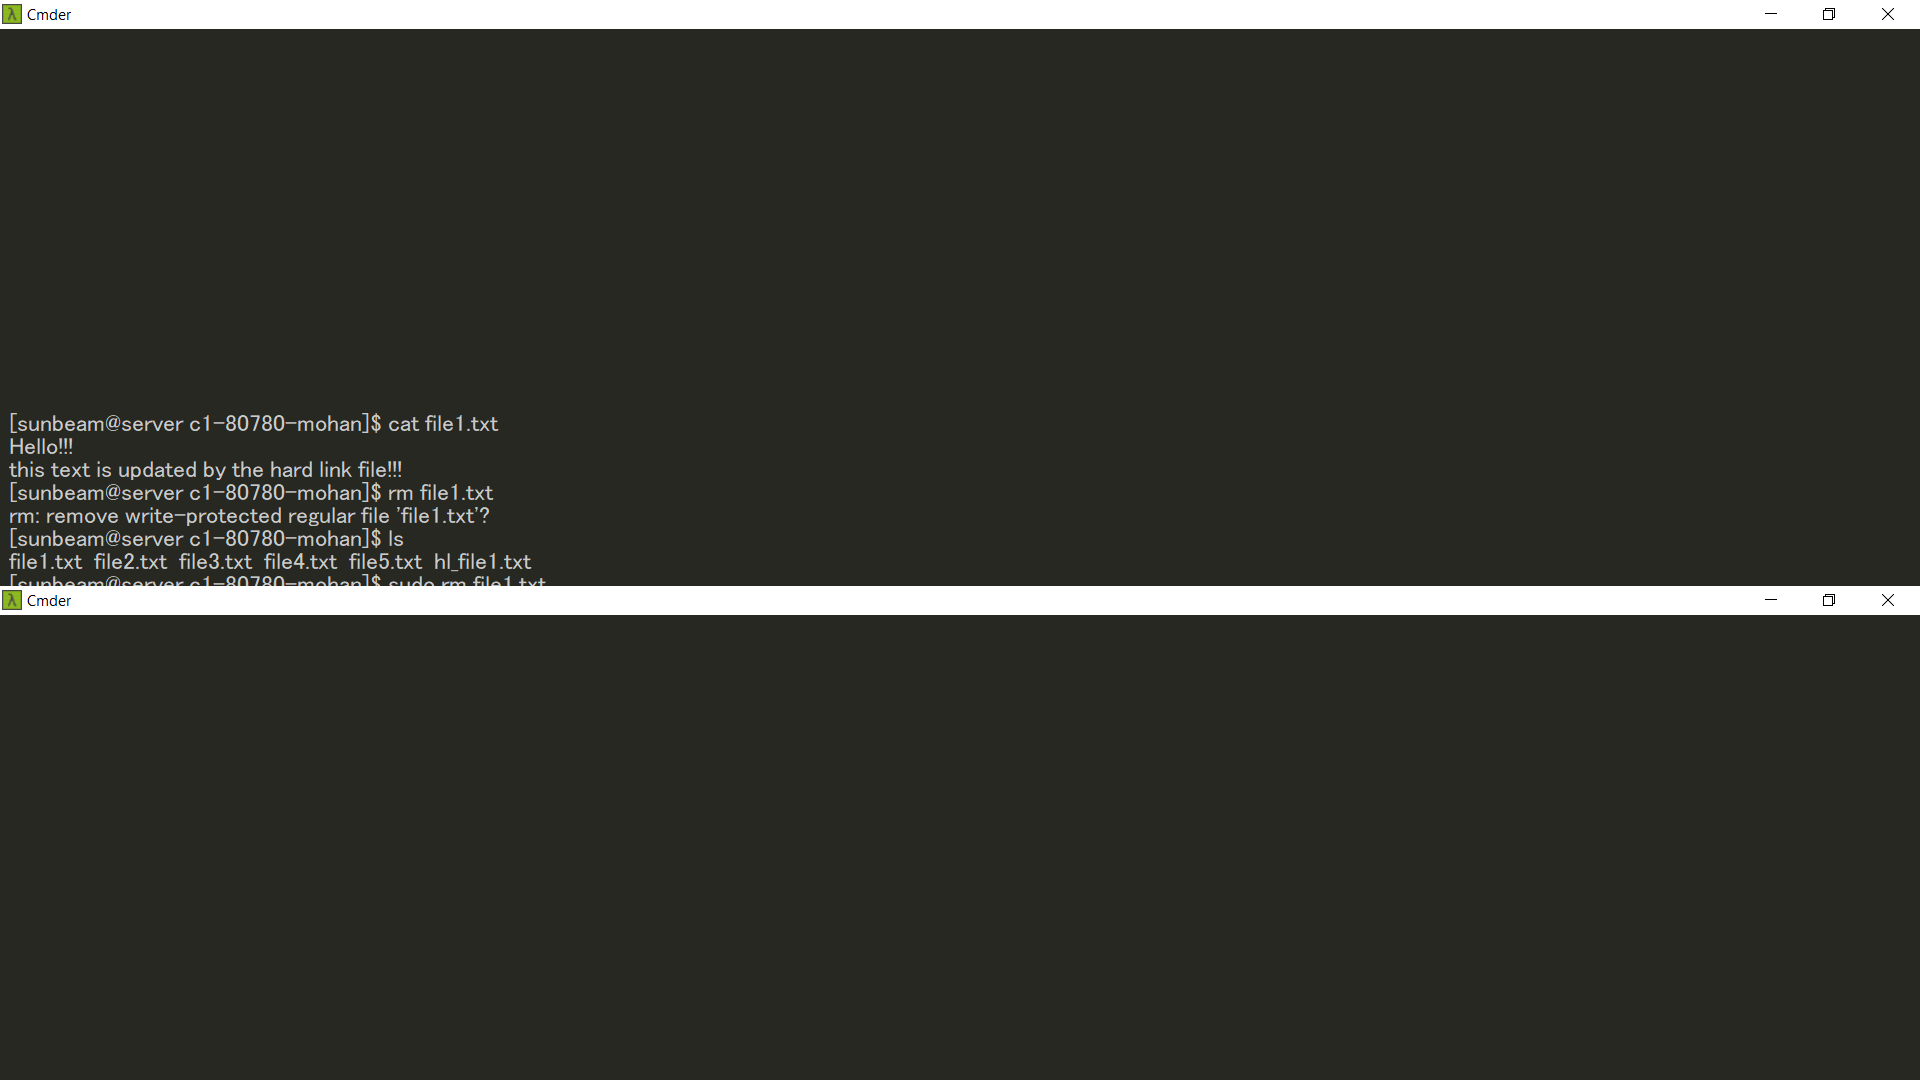 Cmder
[sunbeam@server c1-80780-mohan]$ cat file1.txt
Hello!!!
this text is updated by the hard link file!!!
[sunbeam@server c1-80780-mohan]$ rm file1.txt
rm: remove write-protected regular file 'file1.txt'?
[sunbeam@server c1-80780-mohan]$ ls
file1.txt  file2.txt  file3.txt  file4.txt  file5.txt  hl_file1.txt
[sunbeam@server c1-80780-mohan]$ sudo rm file1.txt
Cmder